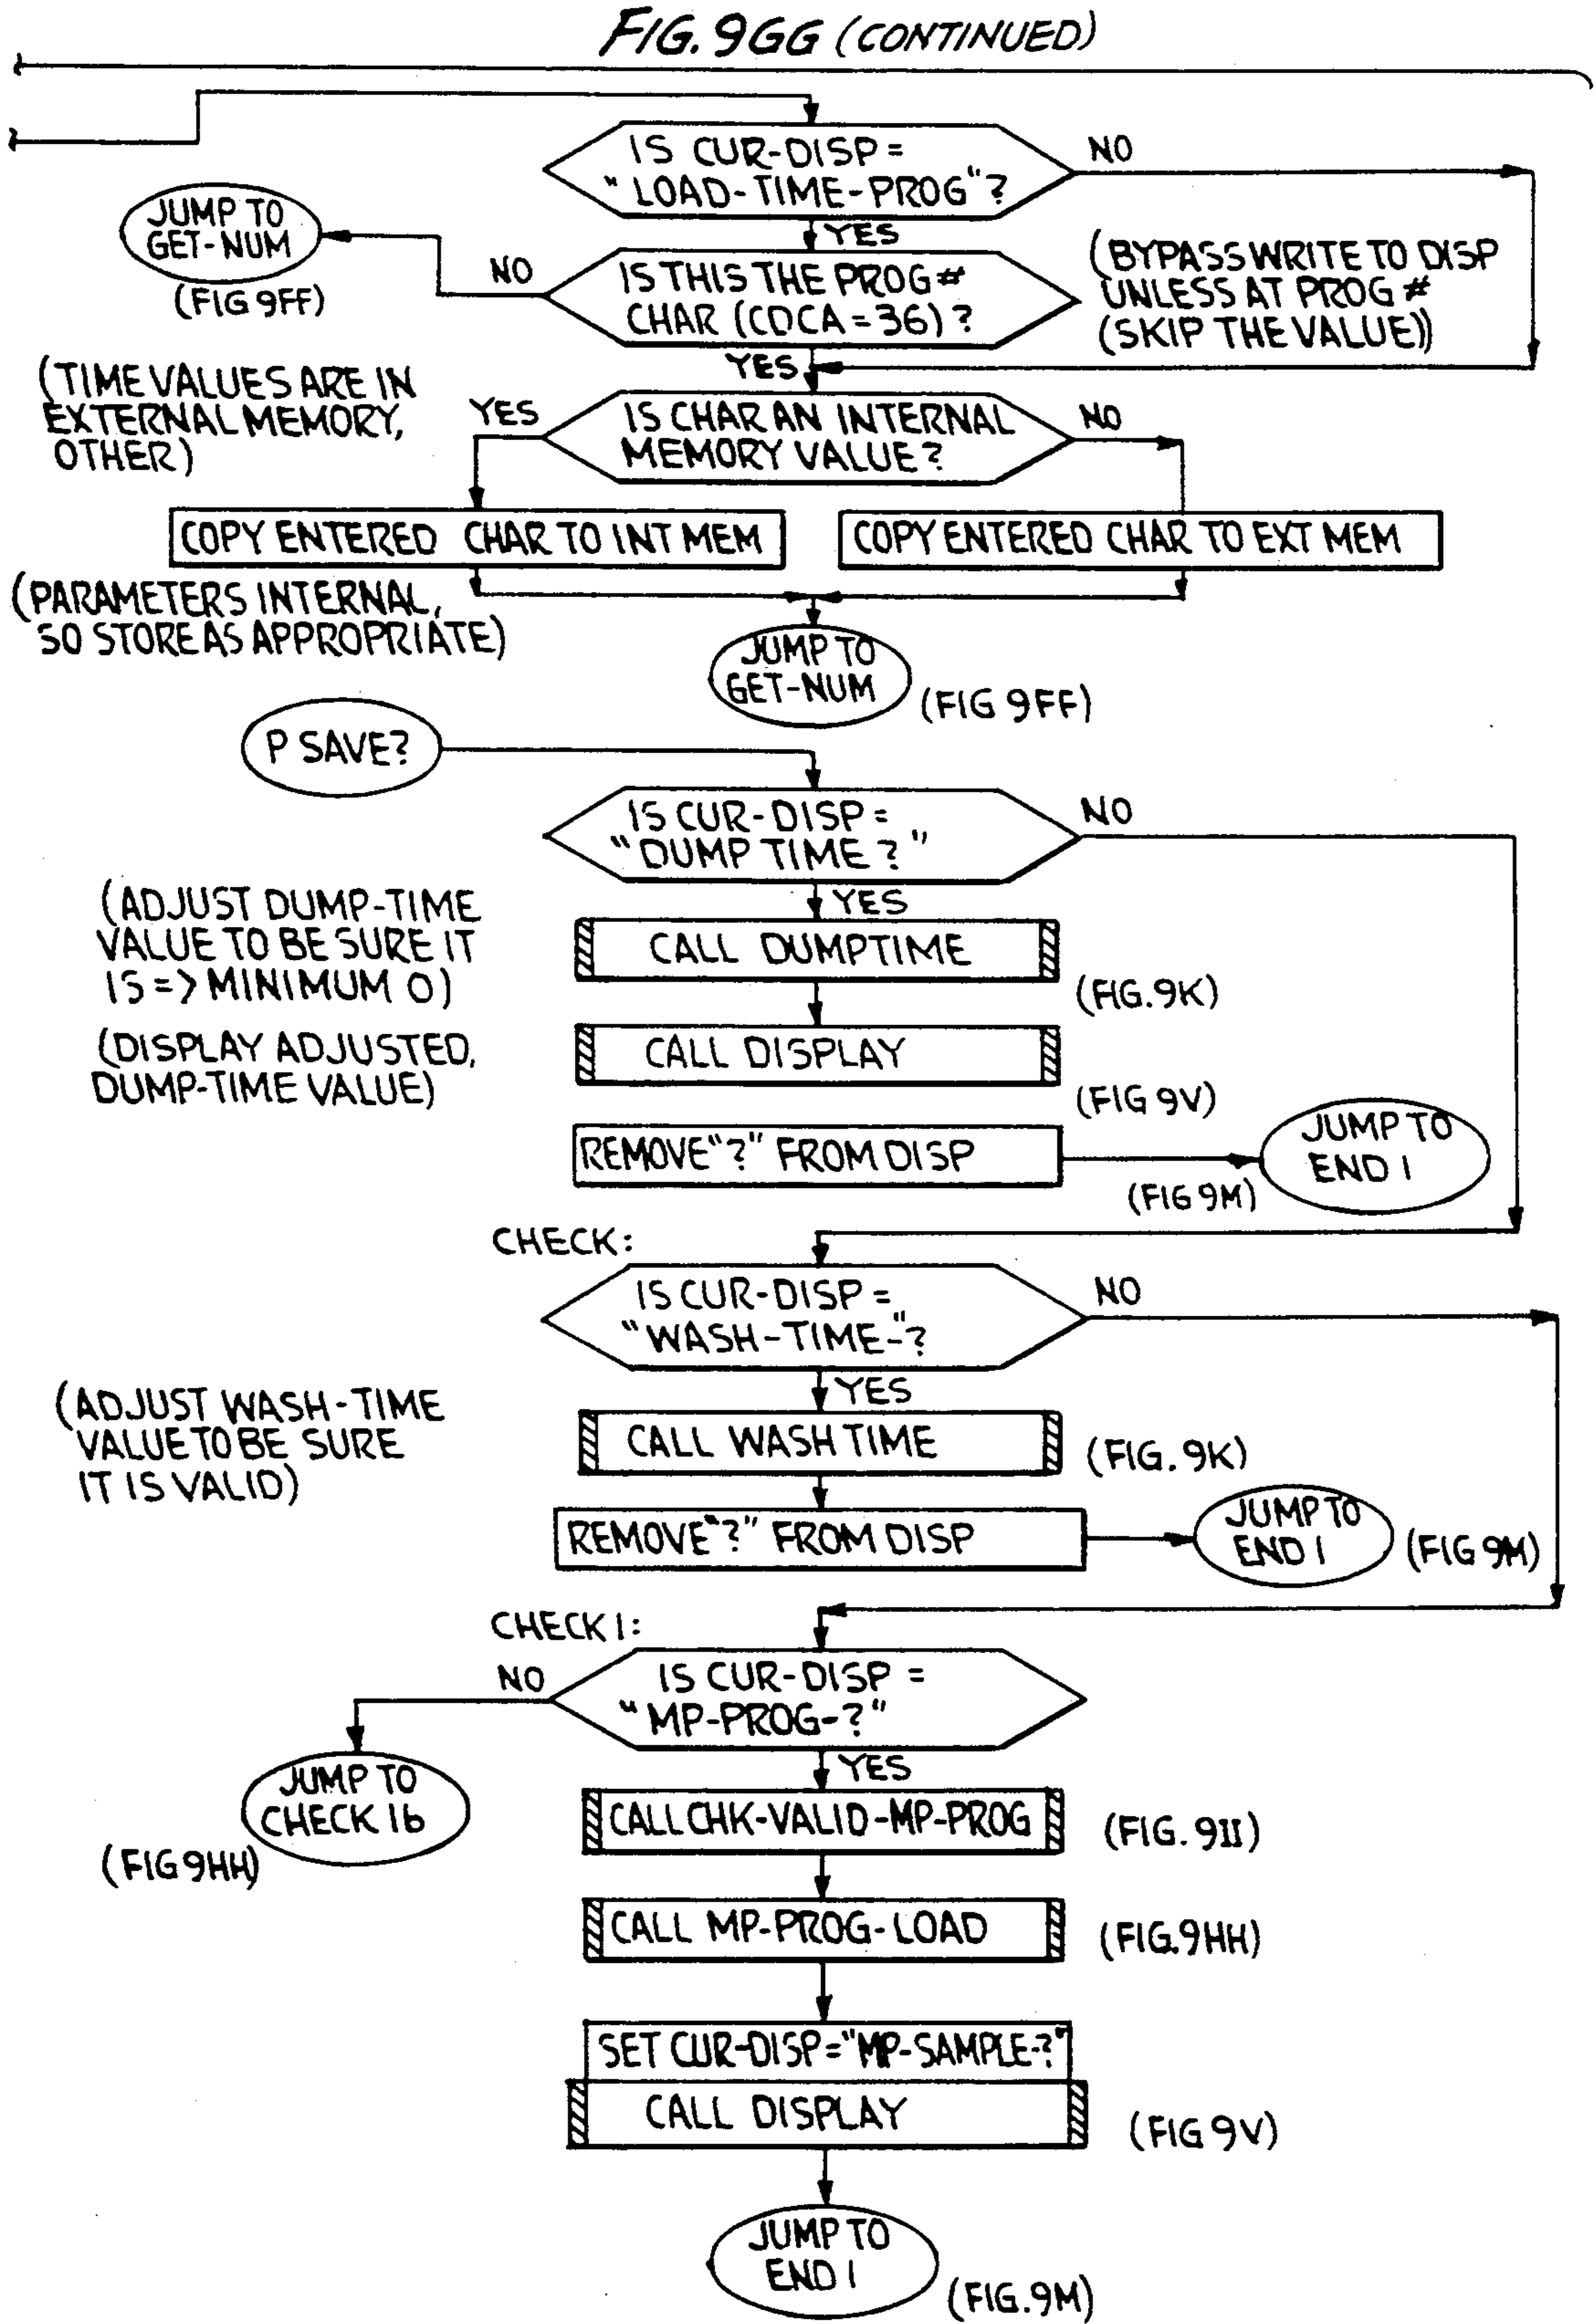 FIG. 9GG (CONTINUED)
IS CUR-DISP =
"LOAD-TIME-PROG"?
NO
YES
JUMP TO
GET-NUM
(FIG 9FF)
NO
IS THIS THE PROG #
CHAR (CDCA = 36) ?
(BYPASS WRITE TO DISP
UNLESS AT PROG #
(SKIP THE VALUE))
YES
(TIME VALUES ARE IN
EXTERNAL MEMORY,
OTHER)
YES
IS CHAR AN INTERNAL
MEMORY VALUE?
NO
COPY ENTERED CHAR TO INT MEM
COPY ENTERED CHAR TO EXT MEM
(PARAMETERS INTERNAL,
SO STORE AS APPROPRIATE)
JUMP TO
GET-NUM
(FIG 9FF)
P SAVE?
IS CUR-DISP =
"DUMP TIME ?"
NO
YES
(ADJUST DUMP-TIME
VALUE TO BE SURE IT
IS => MINIMUM 0)
CALL DUMPTIME
(FIG. 9K)
(DISPLAY ADJUSTED,
DUMP-TIME VALUE)
CALL DISPLAY
(FIG 9V)
REMOVE "?" FROM DISP
JUMP TO
END 1
(FIG 9M)
CHECK:
IS CUR-DISP =
"WASH-TIME-"?
NO
YES
(ADJUST WASH-TIME
VALUE TO BE SURE
IT IS VALID)
CALL WASH TIME
(FIG. 9K)
REMOVE "?" FROM DISP
JUMP TO
END 1
(FIG 9M)
CHECK 1:
NO
IS CUR-DISP =
"MP-PROG-?"
YES
JUMP TO
CHECK 1b
(FIG 9HH)
CALL CHK-VALID-MP-PROG
(FIG. 9II)
CALL MP-PROG-LOAD
(FIG. 9HH)
SET CUR-DISP = "MP-SAMPLE-?"
CALL DISPLAY
(FIG 9V)
JUMP TO
END 1
(FIG. 9M)